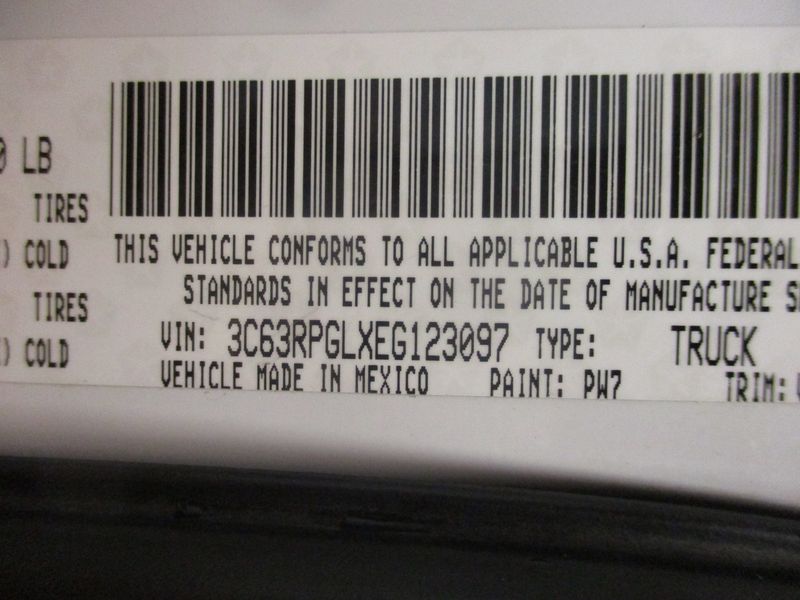 0 LB
TIRES
) COLD
TIRES
) COLD
THIS VEHICLE CONFORMS TO ALL APPLICABLE U.S.A. FEDERAL
STANDARDS IN EFFECT ON THE DATE OF MANUFACTURE
VIN: 3C63RPGLXEG123097 TYPE: TRUCK
VEHICLE MADE IN MEXICO PAINT: PW7 TRIM: